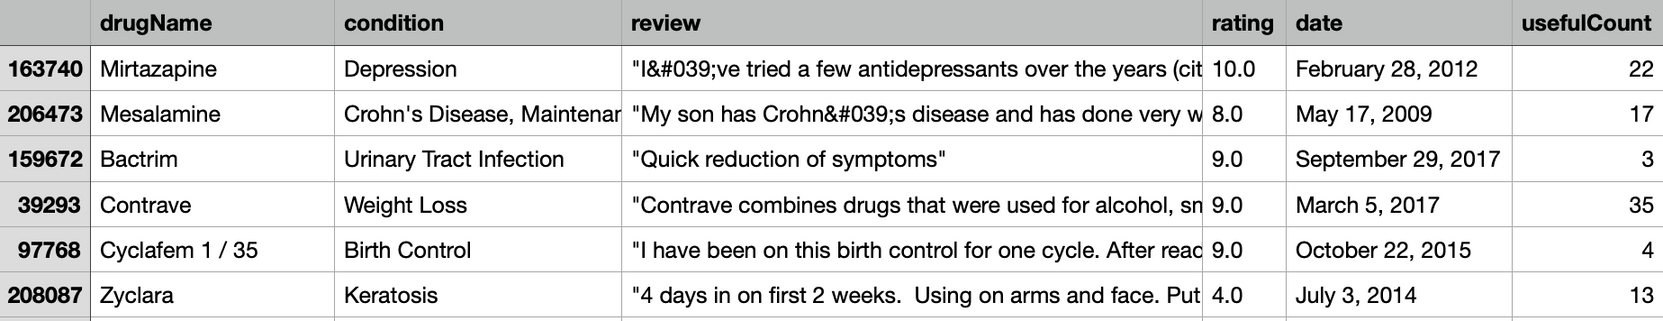 drugName condition review rating date usefulCount
163740 Mirtazapine Depression "I&#039;ve tried a few antidepressants over the years (cit 10.0 February 28, 2012 22
206473 Mesalamine Crohn's Disease, Maintenan "My son has Crohn&#039;s disease and has done very w 8.0 May 17, 2009 17
159672 Bactrim Urinary Tract Infection "Quick reduction of symptoms" 9.0 September 29, 2017 3
39293 Contrave Weight Loss "Contrave combines drugs that were used for alcohol, sm 9.0 March 5, 2017 35
97768 Cyclafem 1 / 35 Birth Control "I have been on this birth control for one cycle. After reac 9.0 October 22, 2015 4
208087 Zyclara Keratosis "4 days in on first 2 weeks.  Using on arms and face. Put 4.0 July 3, 2014 13